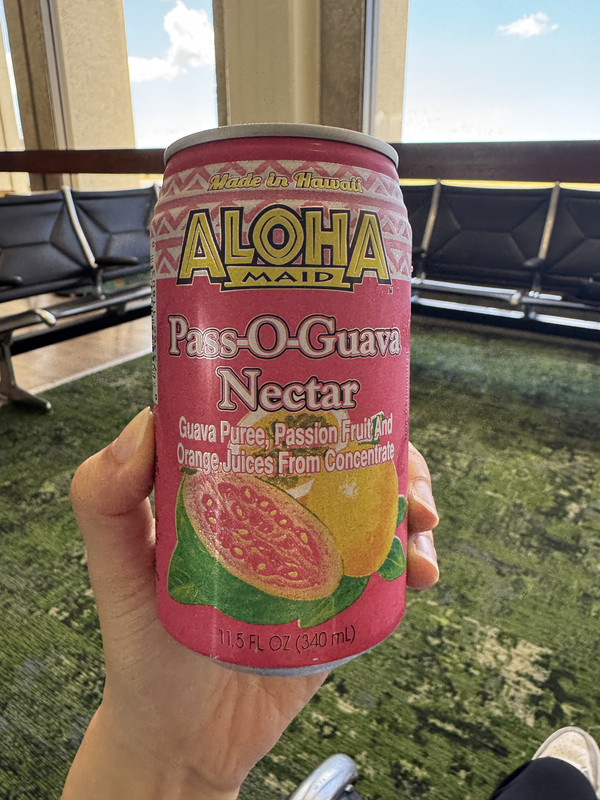 Made in Hawaii
ALOHA
MAID
Pass-O-Guava
Nectar
Guava Puree, Passion Fruit And
Orange Juices From Concentrate
11.5 FL OZ (340 mL)